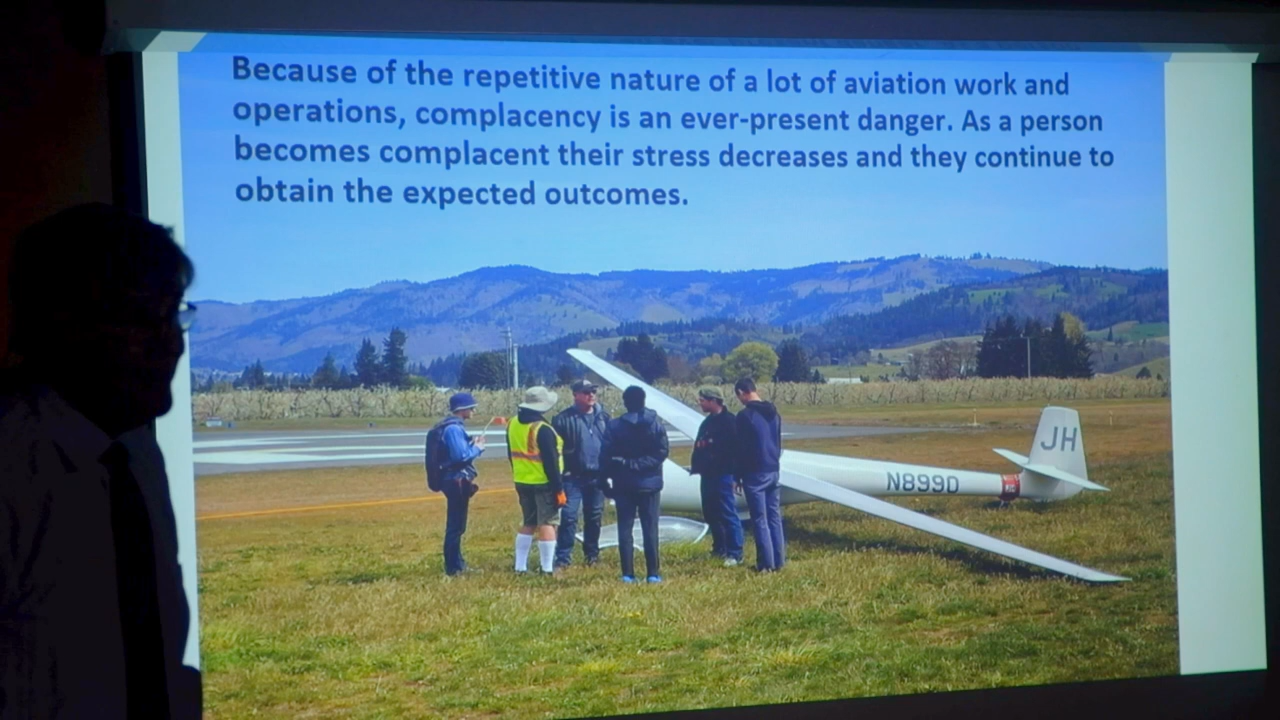 Because of the repetitive nature of a lot of aviation work and
operations, complacency is an ever-present danger. As a person
becomes complacent their stress decreases and they continue to
obtain the expected outcomes.
JH
N899D